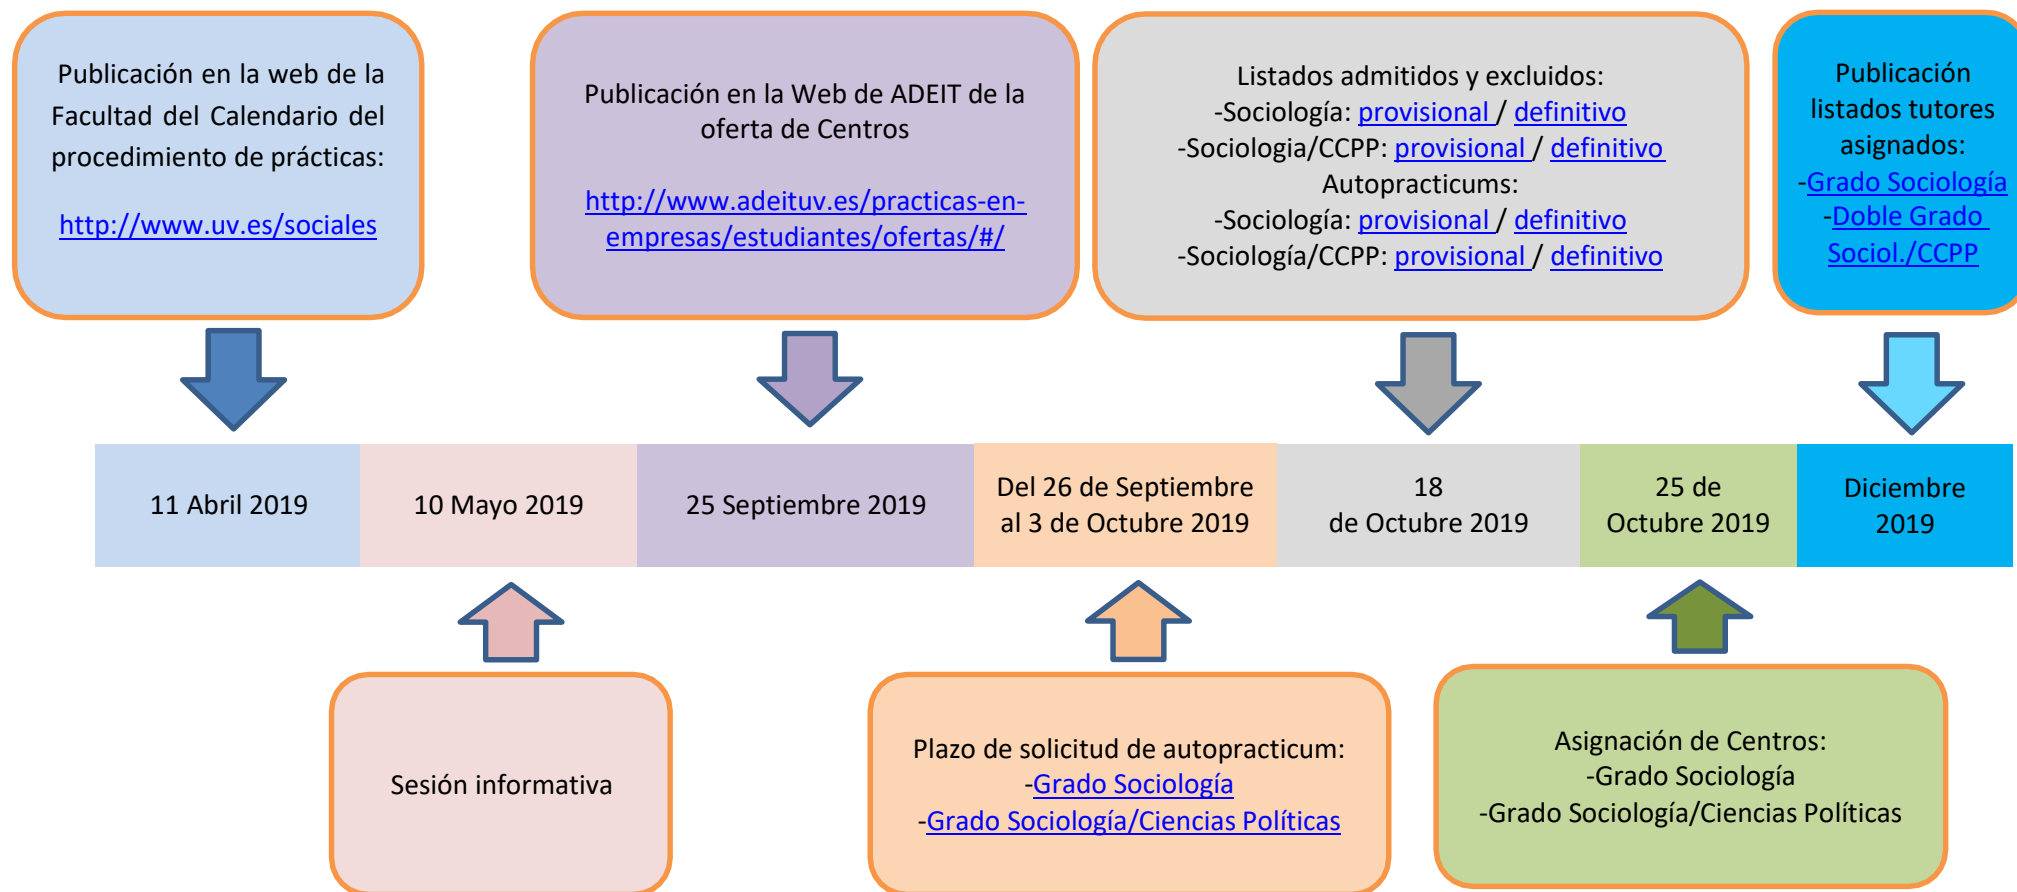 Publicación en la web de la
Facultad del Calendario del
procedimiento de prácticas:
http://www.uv.es/sociales
Publicación en la Web de ADEIT de la
oferta de Centros
http://www.adeituv.es/practicas-en-
empresas/estudiantes/ofertas/#/
Listados admitidos y excluidos:
-Sociología: provisional / definitivo
-Sociologia/CCPP: provisional / definitivo
Autopracticums:
-Sociología: provisional / definitivo
-Sociología/CCPP: provisional / definitivo
Publicación
listados tutores
asignados:
-Grado Sociología
-Doble Grado
Sociol./CCPP
11 Abril 2019
10 Mayo 2019
25 Septiembre 2019
Del 26 de Septiembre
al 3 de Octubre 2019
18
de Octubre 2019
25 de
Octubre 2019
Diciembre
2019
Sesión informativa
Plazo de solicitud de autopracticum:
-Grado Sociología
-Grado Sociología/Ciencias Políticas
Asignación de Centros:
-Grado Sociología
-Grado Sociología/Ciencias Políticas